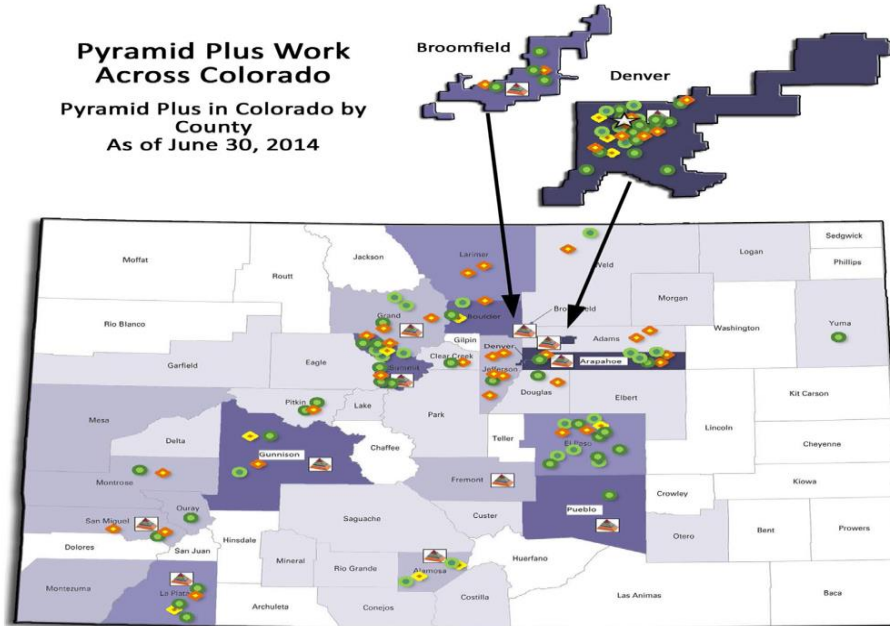 Pyramid Plus Work
Across Colorado
Pyramid Plus in Colorado by
County
As of June 30, 2014
Broomfield
Denver
Moffat
Routt
Jackson
Larimer
Weld
Logan
Sedgwick
Phillips
Morgan
Rio Blanco
Grand
Boulder
Broomfield
Washington
Yuma
Gilpin
Adams
Garfield
Eagle
Summit
Clear Creek
Denver
Jefferson
Arapahoe
Douglas
Elbert
Kit Carson
Pitkin
Lake
Park
Mesa
Delta
Chaffee
Teller
El Paso
Lincoln
Cheyenne
Gunnison
Montrose
Fremont
Kiowa
Crowley
Ouray
San Miguel
Pueblo
Saguache
Custer
Otero
Bent
Prowers
Dolores
San Juan
Hinsdale
Mineral
Rio Grande
Alamosa
Huerfano
Montezuma
La Plata
Archuleta
Conejos
Costilla
Las Animas
Baca